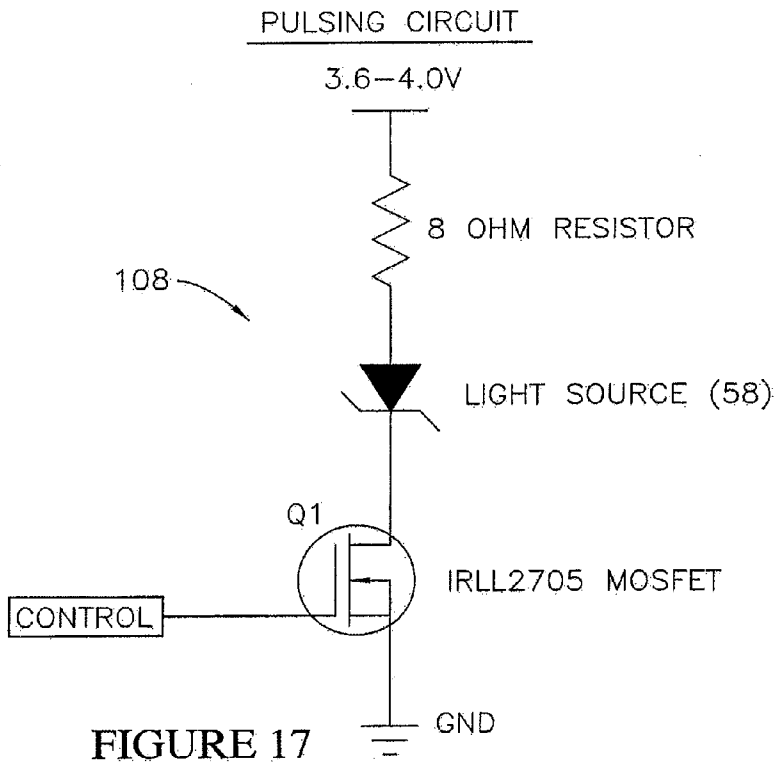 PULSING CIRCUIT
3.6-4.0V
8 OHM RESISTOR
108
LIGHT SOURCE (58)
Q1
IRLL2705 MOSFET
CONTROL
GND
FIGURE 17